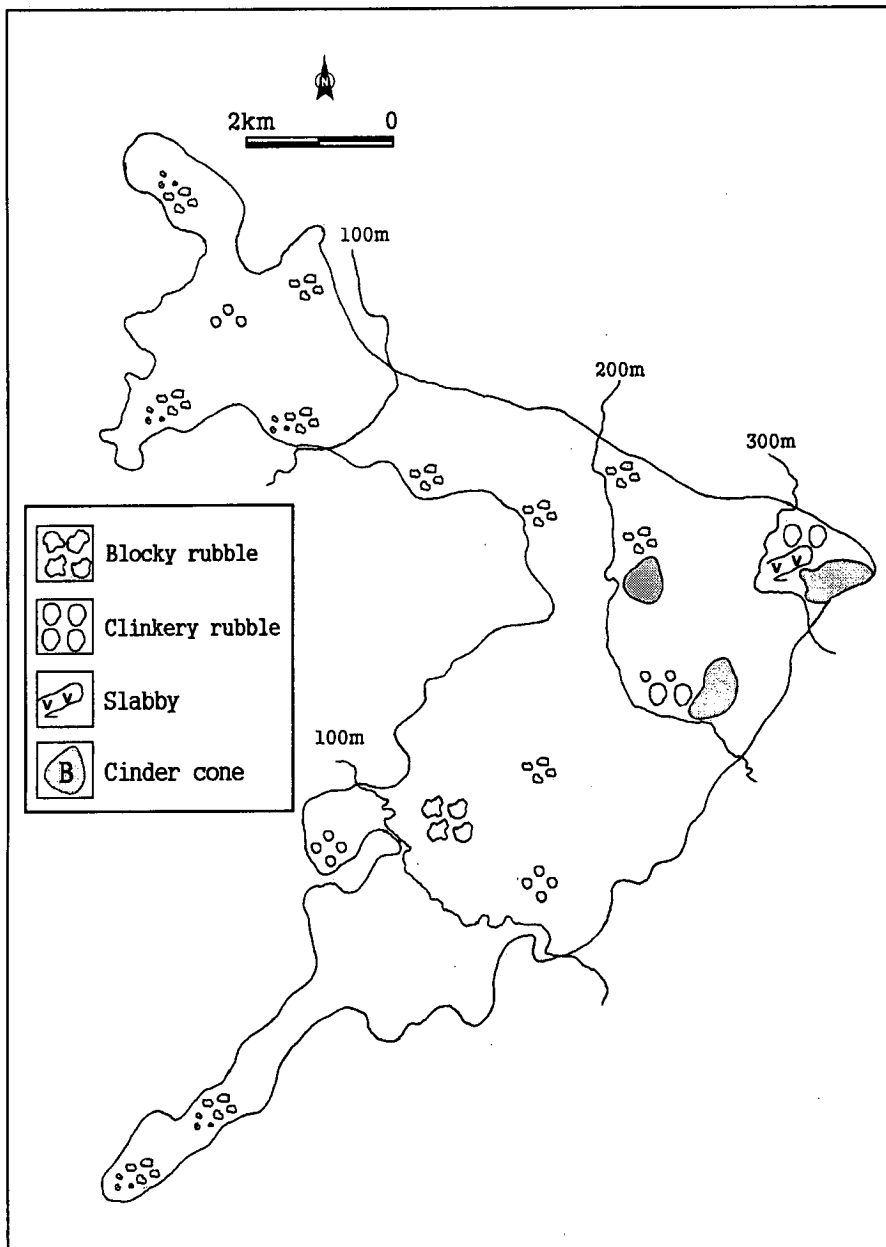 N
2km 0
100m
200m
300m
Blocky rubble
Clinkery rubble
v v Slabby
B Cinder cone
100m
v v